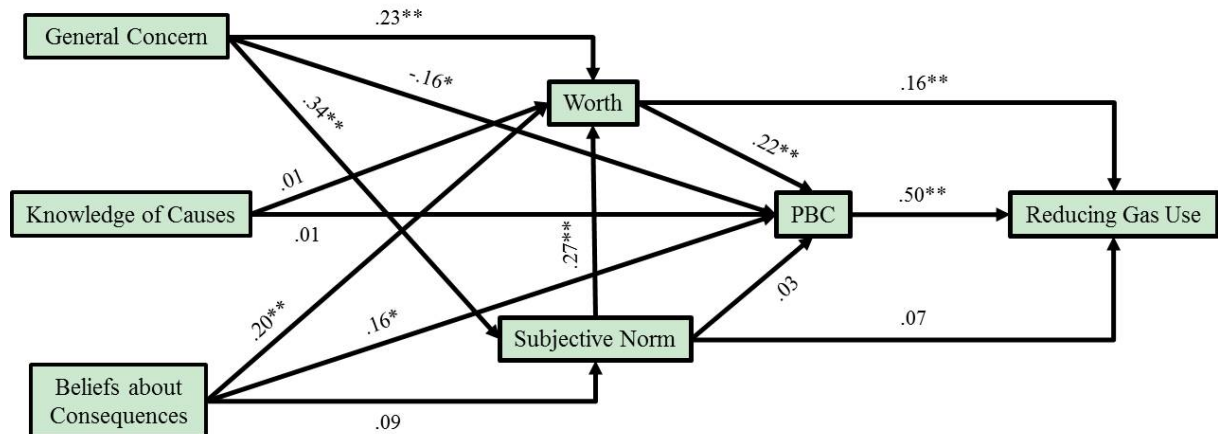 General Concern
.23**
-.16*
.34**
Worth
.16**
.22**
.01
Knowledge of Causes
.01
PBC
.50**
Reducing Gas Use
.27**
.03
.20**
.16*
Subjective Norm
.07
Beliefs about
Consequences
.09